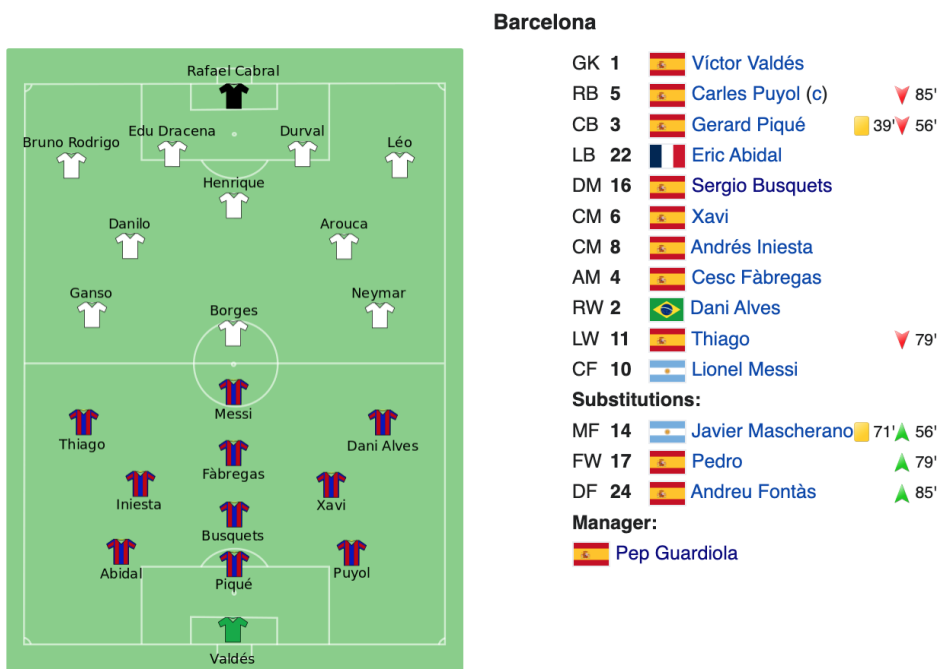 Rafael Cabral
Bruno Rodrigo
Edu Dracena
Durval
Léo
Henrique
Danilo
Arouca
Ganso
Borges
Neymar
Messi
Thiago
Dani Alves
Fàbregas
Iniesta
Xavi
Busquets
Abidal
Piqué
Puyol
Valdés
Barcelona
GK 1 Víctor Valdés
RB 5 Carles Puyol (c) 85'
CB 3 Gerard Piqué 39' 56'
LB 22 Eric Abidal
DM 16 Sergio Busquets
CM 6 Xavi
CM 8 Andrés Iniesta
AM 4 Cesc Fàbregas
RW 2 Dani Alves
LW 11 Thiago 79'
CF 10 Lionel Messi
Substitutions:
MF 14 Javier Mascherano 71' 56'
FW 17 Pedro 79'
DF 24 Andreu Fontàs 85'
Manager:
Pep Guardiola